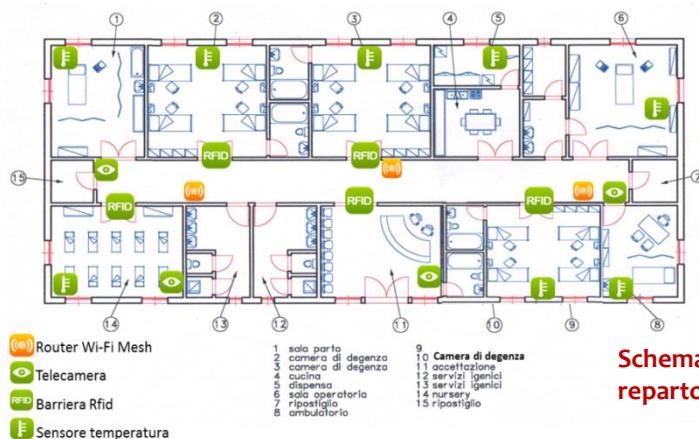 1
2
3
4
5
6
15
RFID
RFID
7
RFID
RFID
RFID
14
13
12
11
10
9
8
Router Wi-Fi Mesh
Telecamera
RFID Barriera Rfid
Sensore temperatura
1 sala parto
2 camera di degenza
3 camera di degenza
4 cucina
5 dispensa
6 sala operatoria
7 ripostiglio
8 ambulatorio
9
10 Camera di degenza
11 accettazione
12 servizi igenici
13 servizi igenici
14 nursery
15 ripostiglio
Schema
reparto